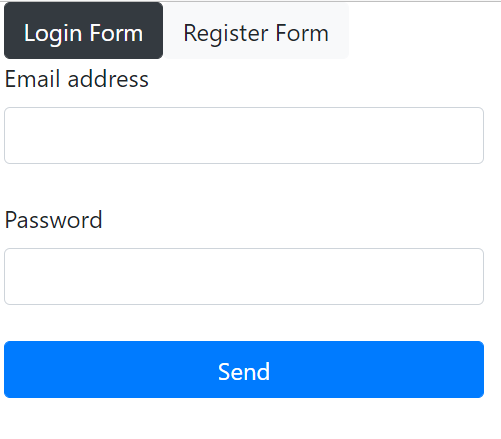 Login Form Register Form
Email address
Password
Send